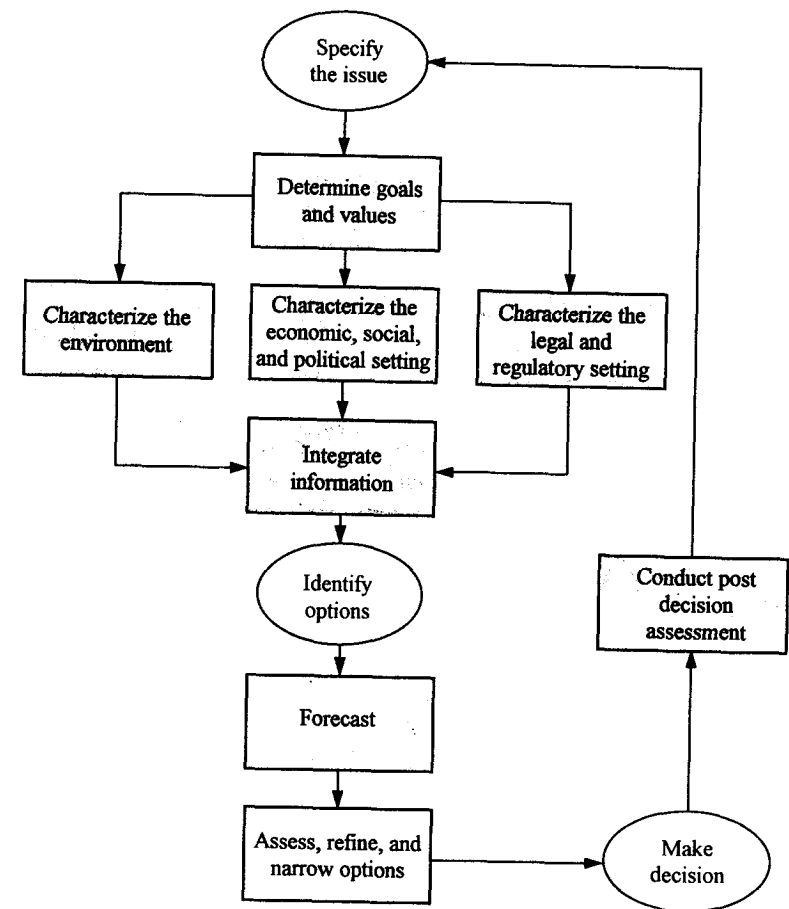 Specify
the issue
Determine goals
and values
Characterize the
environment
Characterize the
economic, social,
and political setting
Characterize the
legal and
regulatory setting
Integrate
information
Identify
options
Forecast
Assess, refine, and
narrow options
Make
decision
Conduct post
decision
assessment